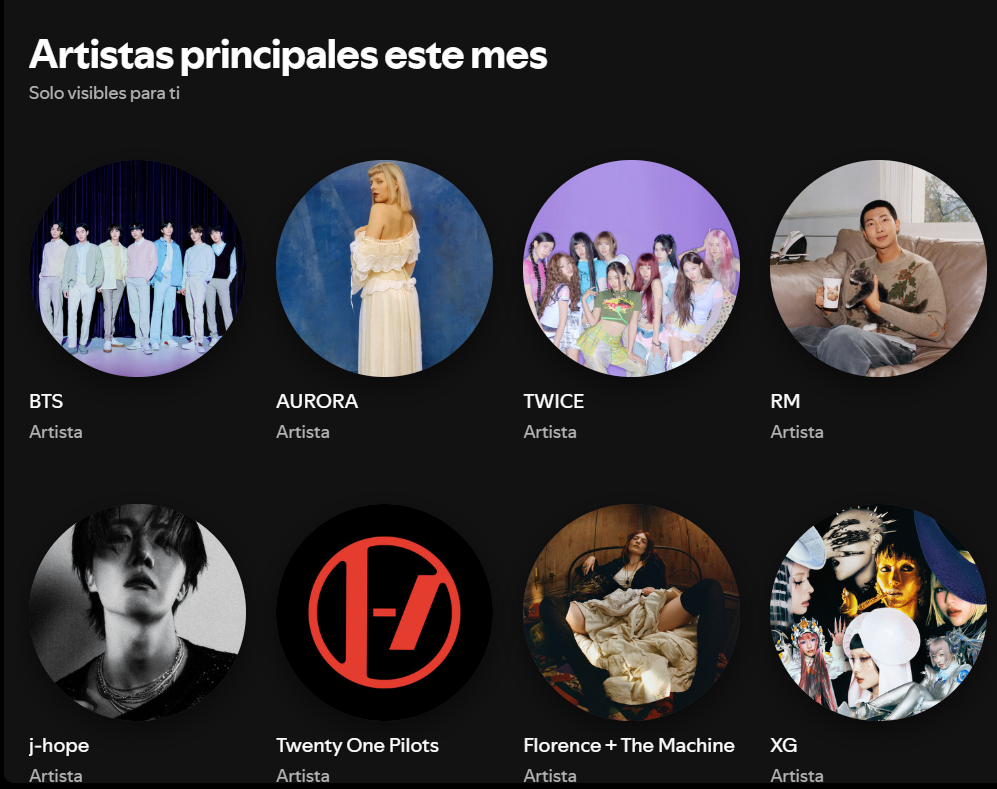 Artistas principales este mes
Solo visibles para ti
BTS
Artista
AURORA
Artista
TWICE
Artista
RM
Artista
j-hope
Artista
Twenty One Pilots
Artista
Florence + The Machine
Artista
XG
Artista